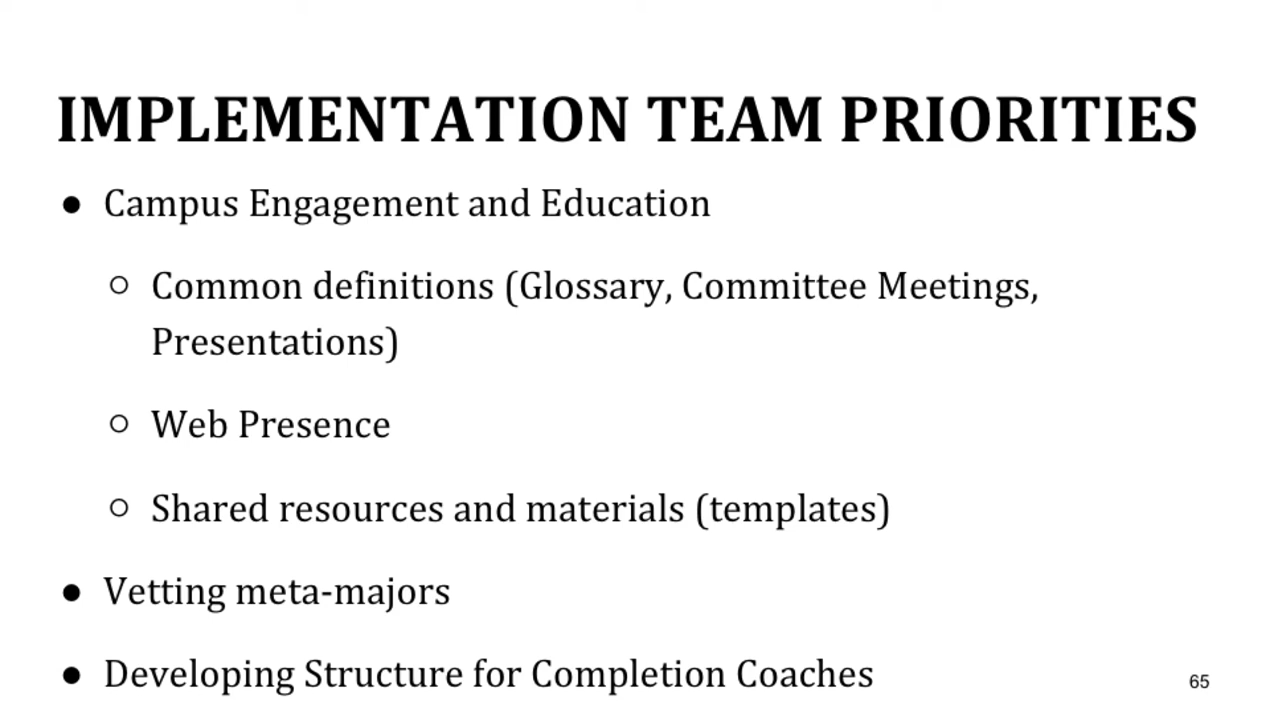 IMPLEMENTATION TEAM PRIORITIES
● Campus Engagement and Education
○ Common definitions (Glossary, Committee Meetings,
Presentations)
○ Web Presence
○ Shared resources and materials (templates)
● Vetting meta-majors
● Developing Structure for Completion Coaches
65